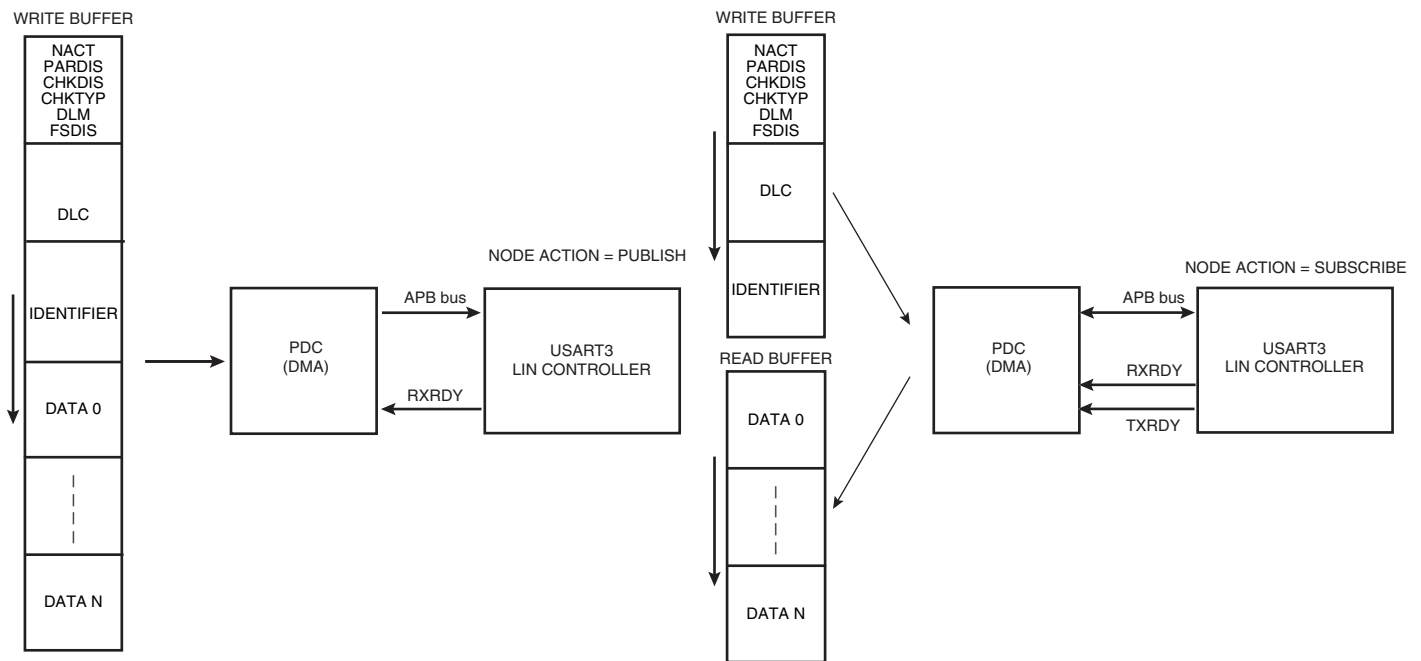 WRITE BUFFER
NACT
PARDIS
CHKDIS
CHKTYP
DLM
FSDIS
DLC
IDENTIFIER
DATA 0
DATA N
PDC
(DMA)
APB bus
RXRDY
NODE ACTION = PUBLISH
USART3
LIN CONTROLLER
WRITE BUFFER
NACT
PARDIS
CHKDIS
CHKTYP
DLM
FSDIS
DLC
IDENTIFIER
READ BUFFER
DATA 0
DATA N
PDC
(DMA)
APB bus
RXRDY
TXRDY
NODE ACTION = SUBSCRIBE
USART3
LIN CONTROLLER